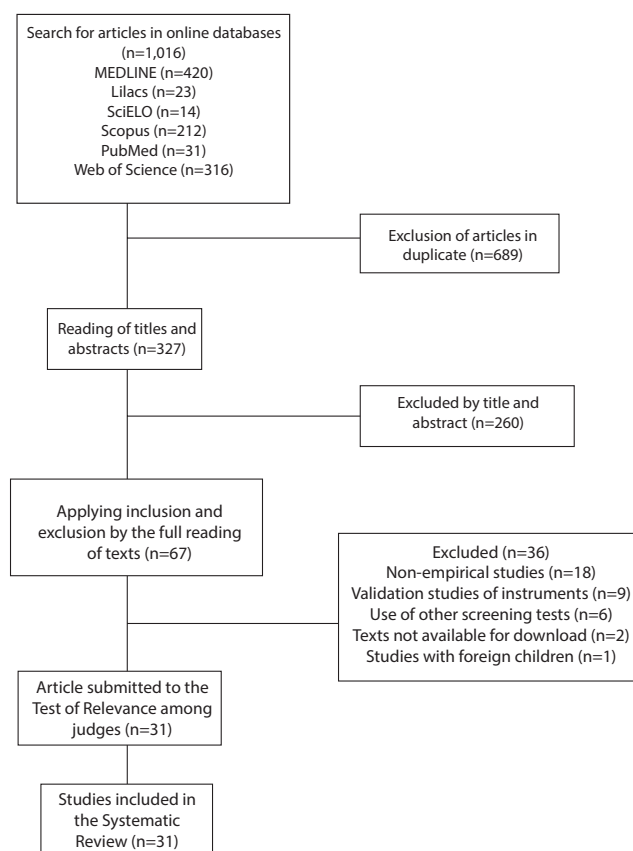 Search for articles in online databases
(n=1,016)
MEDLINE (n=420)
Lilacs (n=23)
SciELO (n=14)
Scopus (n=212)
PubMed (n=31)
Web of Science (n=316)
Exclusion of articles in
duplicate (n=689)
Reading of titles and
abstracts (n=327)
Excluded by title and
abstract (n=260)
Applying inclusion and
exclusion by the full reading
of texts (n=67)
Excluded (n=36)
Non-empirical studies (n=18)
Validation studies of instruments (n=9)
Use of other screening tests (n=6)
Texts not available for download (n=2)
Studies with foreign children (n=1)
Article submitted to the
Test of Relevance among
judges (n=31)
Studies included in
the Systematic
Review (n=31)